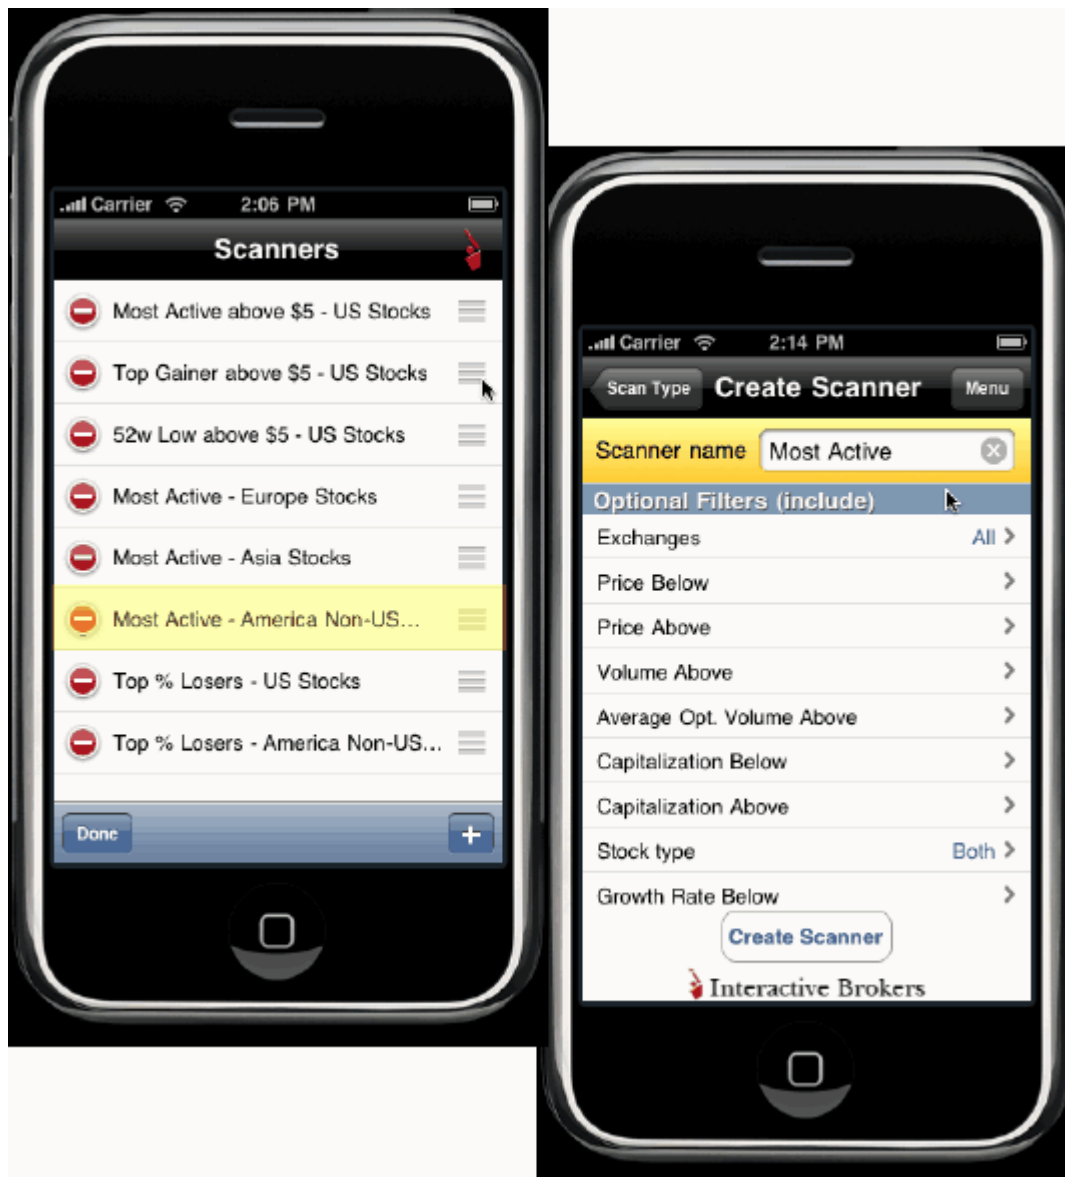 Carrier 2:06 PM
Scanners
Most Active above $5 - US Stocks
Top Gainer above $5 - US Stocks
52w Low above $5 - US Stocks
Most Active - Europe Stocks
Most Active - Asia Stocks
Most Active - America Non-US...
Top % Losers - US Stocks
Top % Losers - America Non-US...
Done +
Carrier 2:14 PM
Scan Type Create Scanner Menu
Scanner name Most Active
Optional Filters (include)
Exchanges All
Price Below
Price Above
Volume Above
Average Opt. Volume Above
Capitalization Below
Capitalization Above
Stock type Both
Growth Rate Below
Create Scanner
Interactive Brokers